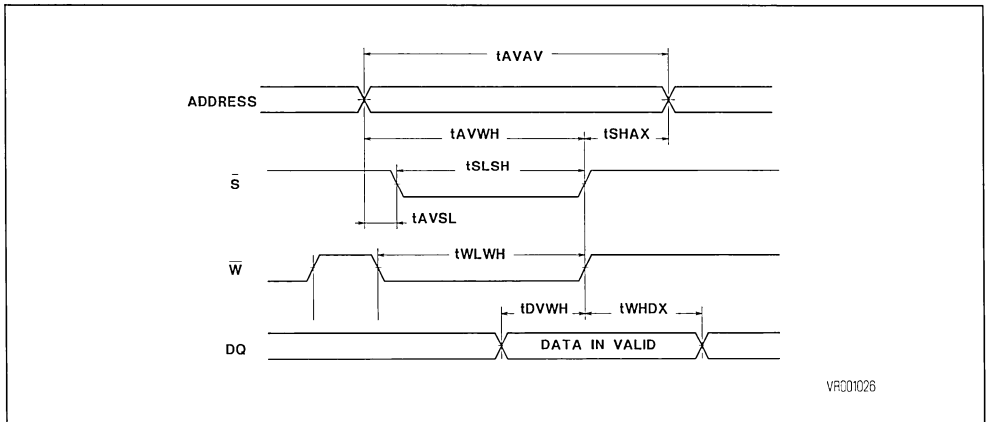 tAVAV
ADDRESS
tAVWH
tSHAX
tSLSH
S̅
tAVSL
tWLWH
W̅
tDVWH
tWHDX
DQ
DATA IN VALID
VR001026